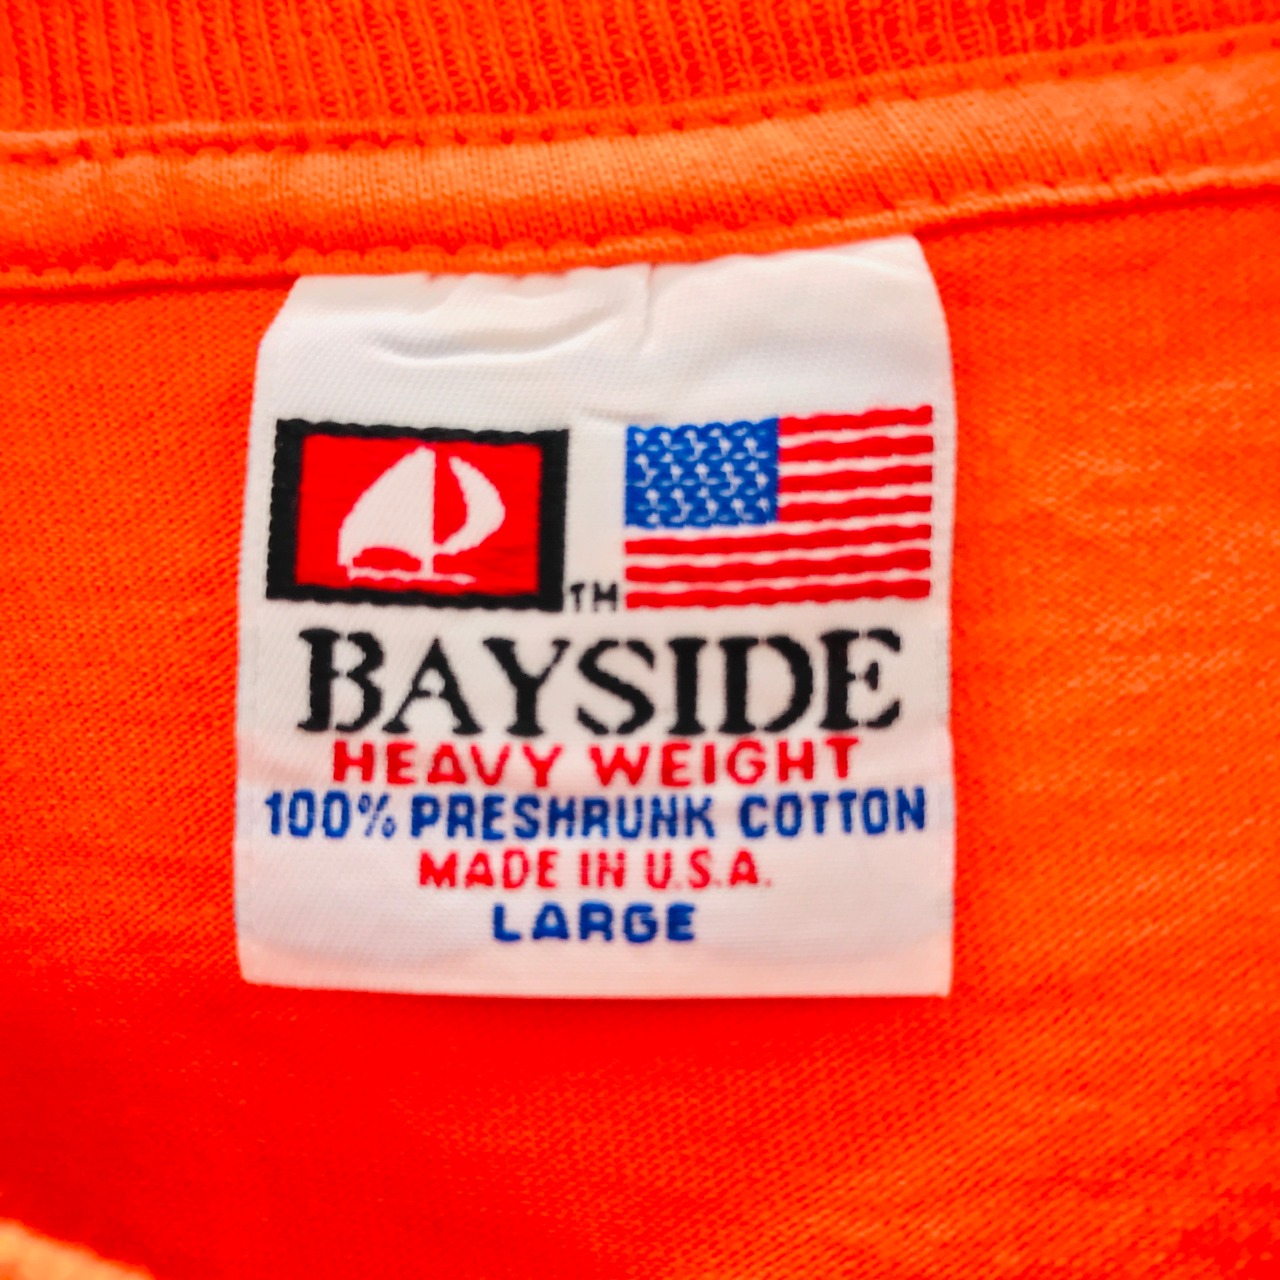 TM
BAYSIDE
HEAVY WEIGHT
100% PRESHRUNK COTTON
MADE IN U.S.A.
LARGE